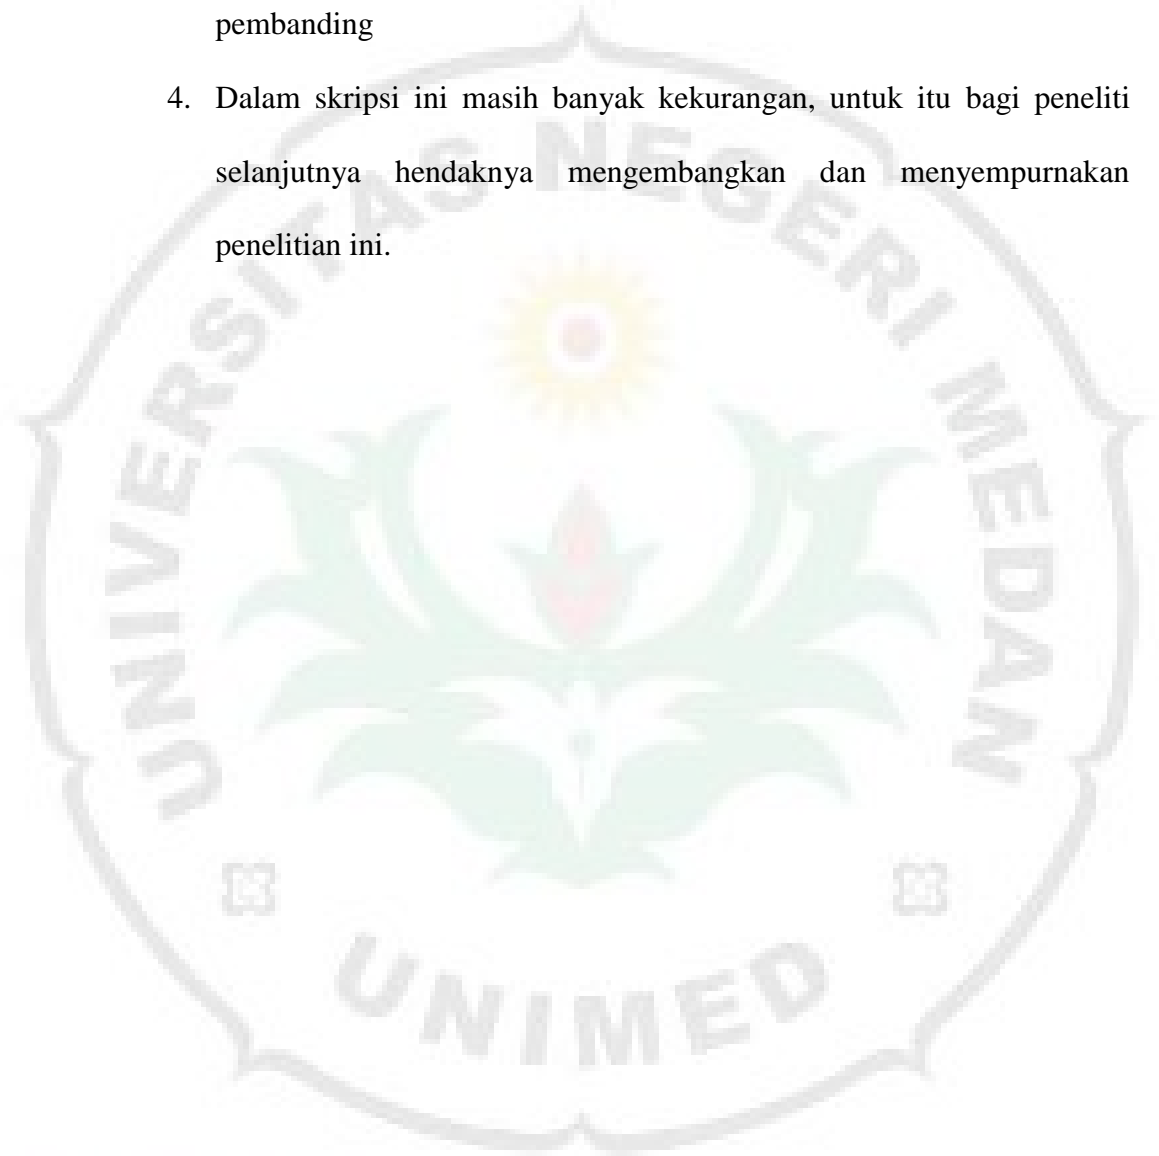 pembanding
4. Dalam skripsi ini masih banyak kekurangan, untuk itu bagi peneliti
selanjutnya hendaknya mengembangkan dan menyempurnakan
penelitian ini.
UNIVERSITAS NEGERI MEDAN
UNIMED